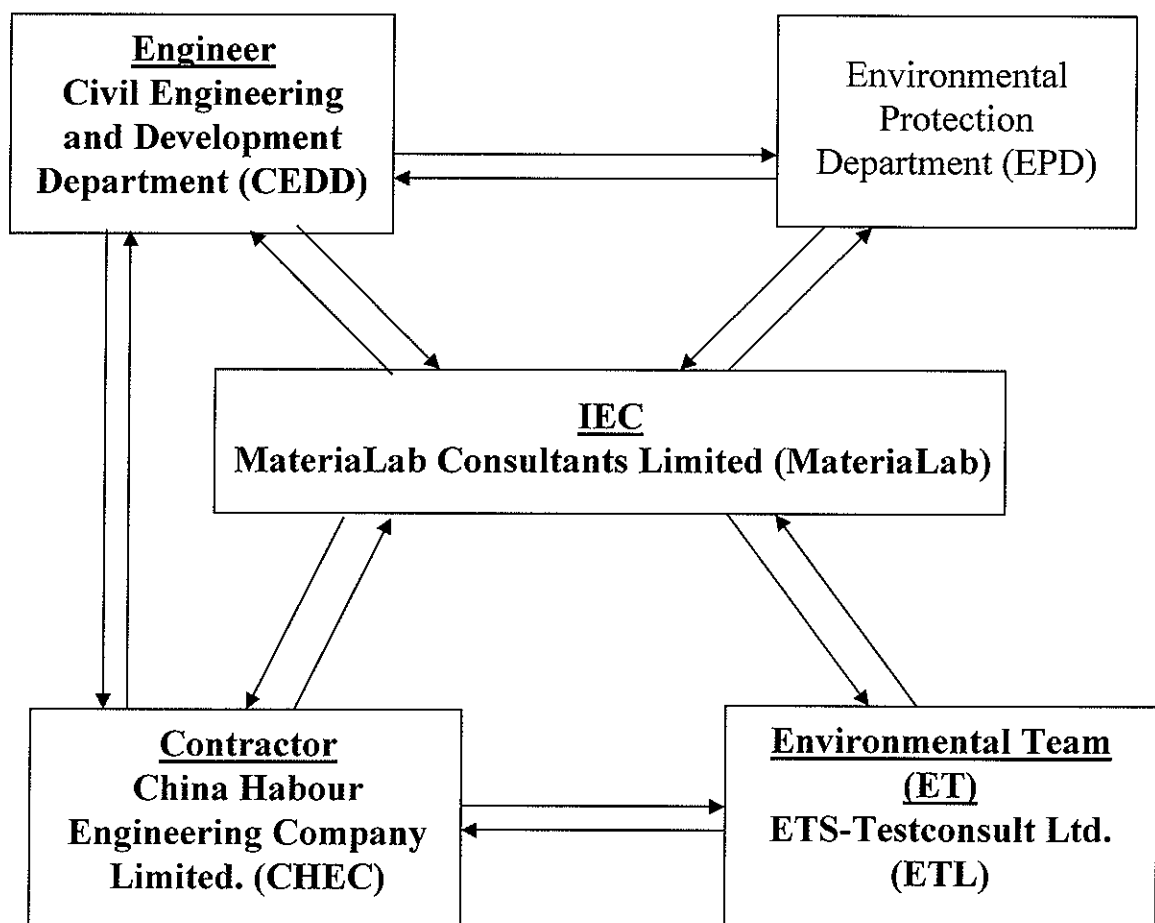 Engineer
Civil Engineering
and Development
Department (CEDD)
Environmental
Protection
Department (EPD)
IEC
MateriaLab Consultants Limited (MateriaLab)
Contractor
China Habour
Engineering Company
Limited. (CHEC)
Environmental Team
(ET)
ETS-Testconsult Ltd.
(ETL)